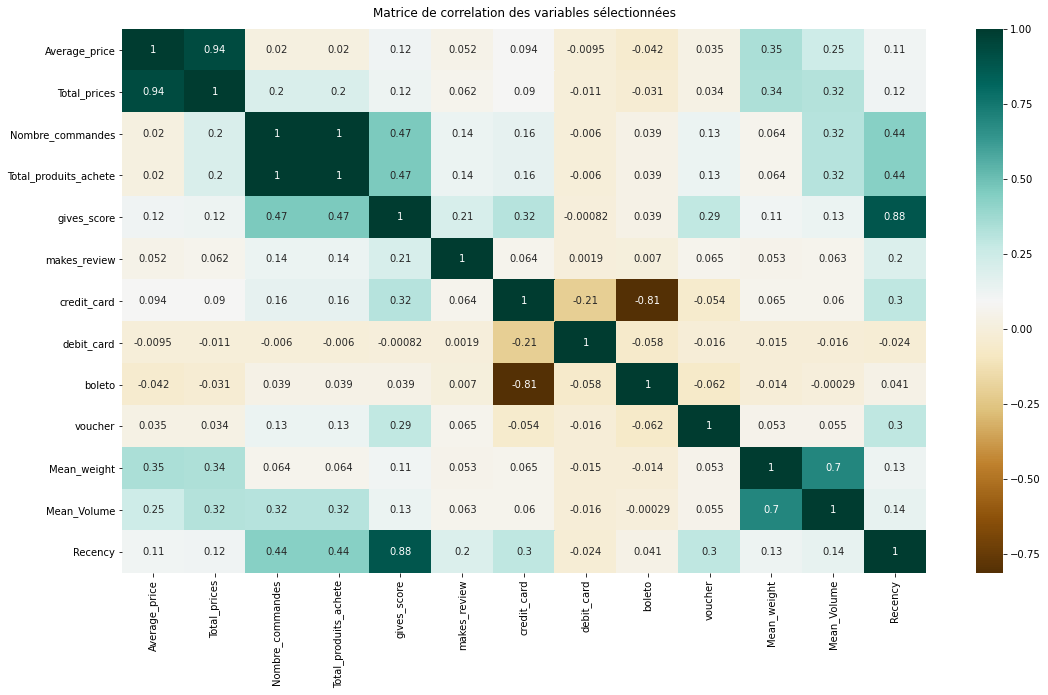 Matrice de correlation des variables sélectionnées
Average_price 1 0.94 0.02 0.02 0.12 0.052 0.094 -0.0095 -0.042 0.035 0.35 0.25 0.11
Total_prices 0.94 1 0.2 0.2 0.12 0.062 0.09 -0.011 -0.031 0.034 0.34 0.32 0.12
Nombre_commandes 0.02 0.2 1 1 0.47 0.14 0.16 -0.006 0.039 0.13 0.064 0.32 0.44
Total_produits_achete 0.02 0.2 1 1 0.47 0.14 0.16 -0.006 0.039 0.13 0.064 0.32 0.44
gives_score 0.12 0.12 0.47 0.47 1 0.21 0.32 -0.00082 0.039 0.29 0.11 0.13 0.88
makes_review 0.052 0.062 0.14 0.14 0.21 1 0.064 0.0019 0.007 0.065 0.053 0.063 0.2
credit_card 0.094 0.09 0.16 0.16 0.32 0.064 1 -0.21 -0.81 -0.054 0.065 0.06 0.3
debit_card -0.0095 -0.011 -0.006 -0.006 -0.00082 0.0019 -0.21 1 -0.058 -0.016 -0.015 -0.016 -0.024
boleto -0.042 -0.031 0.039 0.039 0.039 0.007 -0.81 -0.058 1 -0.062 -0.014 -0.00029 0.041
voucher 0.035 0.034 0.13 0.13 0.29 0.065 -0.054 -0.016 -0.062 1 0.053 0.055 0.3
Mean_weight 0.35 0.34 0.064 0.064 0.11 0.053 0.065 -0.015 -0.014 0.053 1 0.7 0.13
Mean_Volume 0.25 0.32 0.32 0.32 0.13 0.063 0.06 -0.016 -0.00029 0.055 0.7 1 0.14
Recency 0.11 0.12 0.44 0.44 0.88 0.2 0.3 -0.024 0.041 0.3 0.13 0.14 1
Average_price
Total_prices
Nombre_commandes
Total_produits_achete
gives_score
makes_review
credit_card
debit_card
boleto
voucher
Mean_weight
Mean_Volume
Recency
1.00
0.75
0.50
0.25
0.00
−0.25
−0.50
−0.75